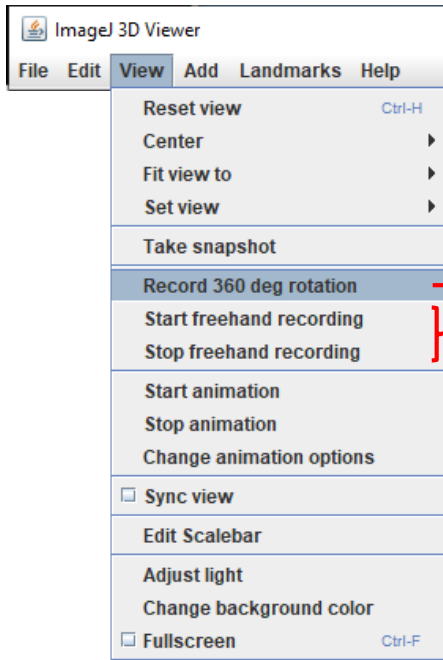 ImageJ 3D Viewer
File Edit View Add Landmarks Help
Reset view Ctrl-H
Center
Fit view to
Set view
Take snapshot
Record 360 deg rotation
Start freehand recording
Stop freehand recording
Start animation
Stop animation
Change animation options
Sync view
Edit Scalebar
Adjust light
Change background color
Fullscreen Ctrl-F